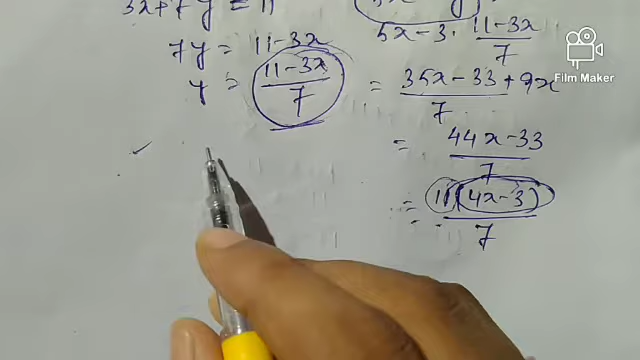 3x+7y = 11
7y = 11-3x
y = 11-3x / 7
5x-3. 11-3x / 7
= 35x-33+9x / 7
= 44x-33 / 7
= 11(4x-3) / 7
Film Maker